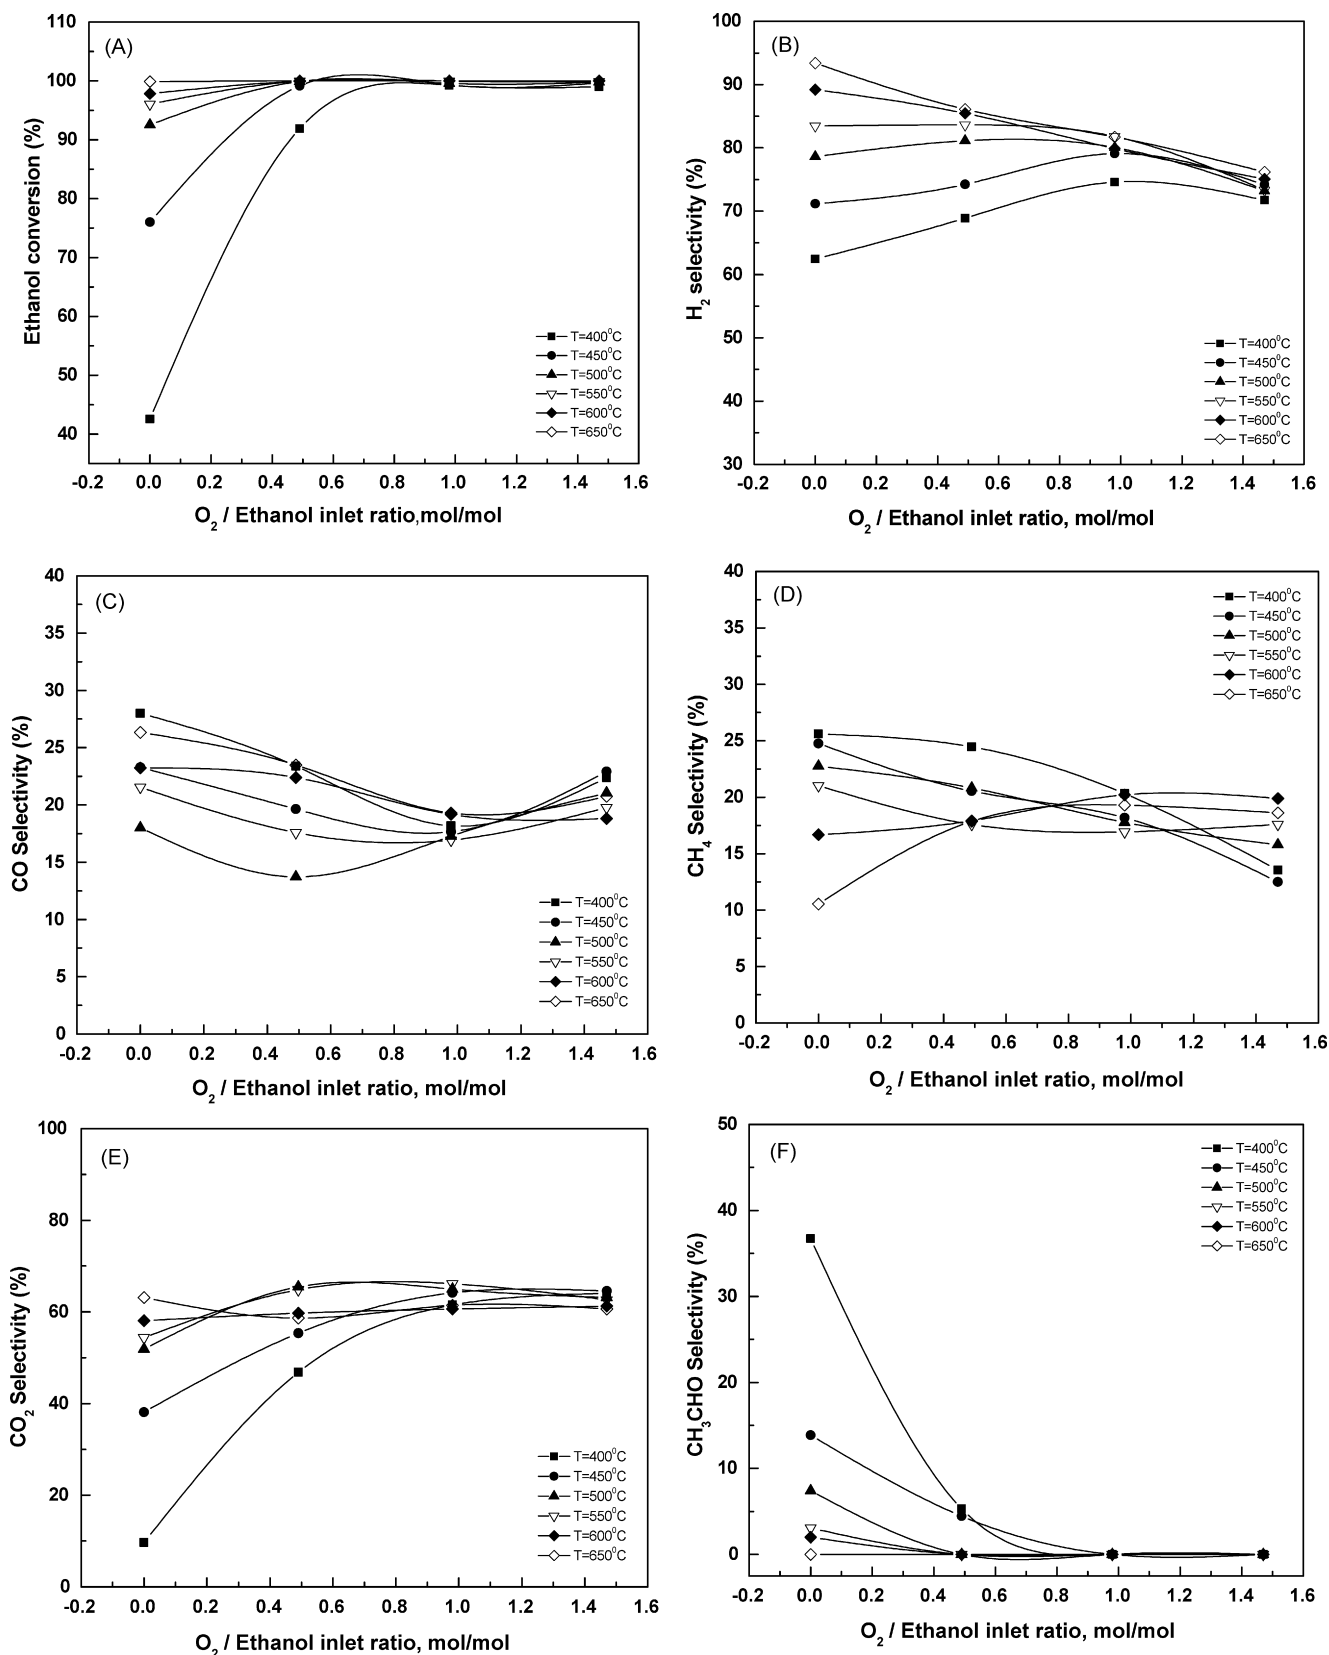 (A)
Ethanol conversion (%)
110
100
90
80
70
60
50
40
T=400⁰C
T=450⁰C
T=500⁰C
T=550⁰C
T=600⁰C
T=650⁰C
-0.2 0.0 0.2 0.4 0.6 0.8 1.0 1.2 1.4 1.6
O₂ / Ethanol inlet ratio,mol/mol
(B)
H₂ selectivity (%)
100
90
80
70
60
50
40
30
T=400⁰C
T=450⁰C
T=500⁰C
T=550⁰C
T=600⁰C
T=650⁰C
-0.2 0.0 0.2 0.4 0.6 0.8 1.0 1.2 1.4 1.6
O₂ / Ethanol inlet ratio, mol/mol
(C)
CO Selectivity (%)
40
35
30
25
20
15
10
5
0
T=400⁰C
T=450⁰C
T=500⁰C
T=550⁰C
T=600⁰C
T=650⁰C
-0.2 0.0 0.2 0.4 0.6 0.8 1.0 1.2 1.4 1.6
O₂ / Ethanol inlet ratio, mol/mol
(D)
CH₄ Selectivity (%)
40
35
30
25
20
15
10
5
0
T=400⁰C
T=450⁰C
T=500⁰C
T=550⁰C
T=600⁰C
T=650⁰C
-0.2 0.0 0.2 0.4 0.6 0.8 1.0 1.2 1.4 1.6
O₂ / Ethanol inlet ratio, mol/mol
(E)
CO₂ Selectivity (%)
100
80
60
40
20
0
T=400⁰C
T=450⁰C
T=500⁰C
T=550⁰C
T=600⁰C
T=650⁰C
-0.2 0.0 0.2 0.4 0.6 0.8 1.0 1.2 1.4 1.6
O₂ / Ethanol inlet ratio, mol/mol
(F)
CH₃CHO Selectivity (%)
50
40
30
20
10
0
T=400⁰C
T=450⁰C
T=500⁰C
T=550⁰C
T=600⁰C
T=650⁰C
-0.2 0.0 0.2 0.4 0.6 0.8 1.0 1.2 1.4 1.6
O₂ / Ethanol inlet ratio, mol/mol